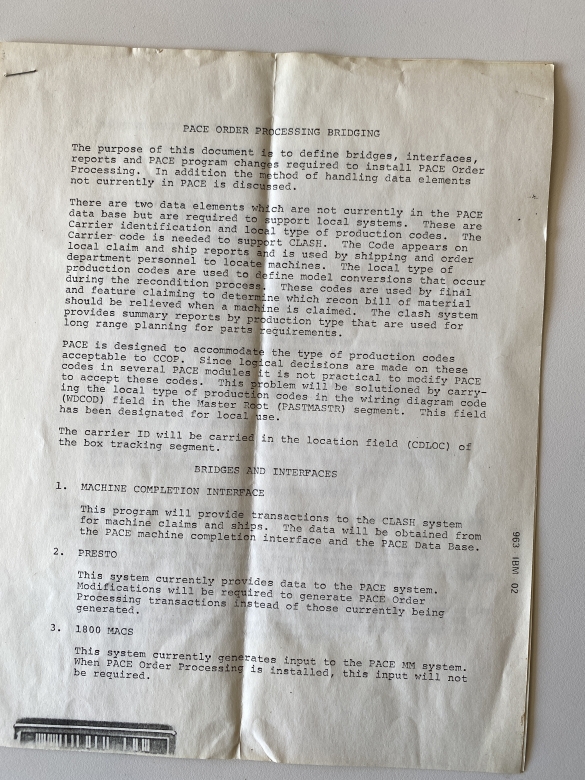 PACE ORDER PROCESSING BRIDGING
The purpose of this document is to define bridges, interfaces,
reports and PACE program changes required to install PACE Order
Processing. In addition the method of handling data elements
not currently in PACE is discussed.
There are two data elements which are not currently in the PACE
data base but are required to support local systems. These are
Carrier identification and local type of production codes. The
Carrier code is needed to support CLASH. The Code appears on
local claim and ship reports and is used by shipping and order
department personnel to locate machines. The local type of
production codes are used to define model conversions that occur
during the recondition process. These codes are used by final
and feature claiming to determine which recon bill of material
should be relieved when a machine is claimed. The clash system
provides summary reports by production type that are used for
long range planning for parts requirements.
PACE is designed to accommodate the type of production codes
acceptable to CCOP. Since logical decisions are made on these
codes in several PACE modules it is not practical to modify PACE
to accept these codes. This problem will be solutioned by carry-
ing the local type of production codes in the wiring diagram code
(WDCOD) field in the Master Root (PASTMASTR) segment. This field
has been designated for local use.
The carrier ID will be carried in the location field (CDLOC) of
the box tracking segment.
BRIDGES AND INTERFACES
1. MACHINE COMPLETION INTERFACE
This program will provide transactions to the CLASH system
for machine claims and ships. The data will be obtained from
the PACE machine completion interface and the PACE Data Base.
2. PRESTO
This system currently provides data to the PACE system.
Modifications will be required to generate PACE Order
Processing transactions instead of those currently being
generated.
3. 1800 MACS
This system currently generates input to the PACE MM system.
When PACE Order Processing is installed, this input will not
be required.
963 IBM 02